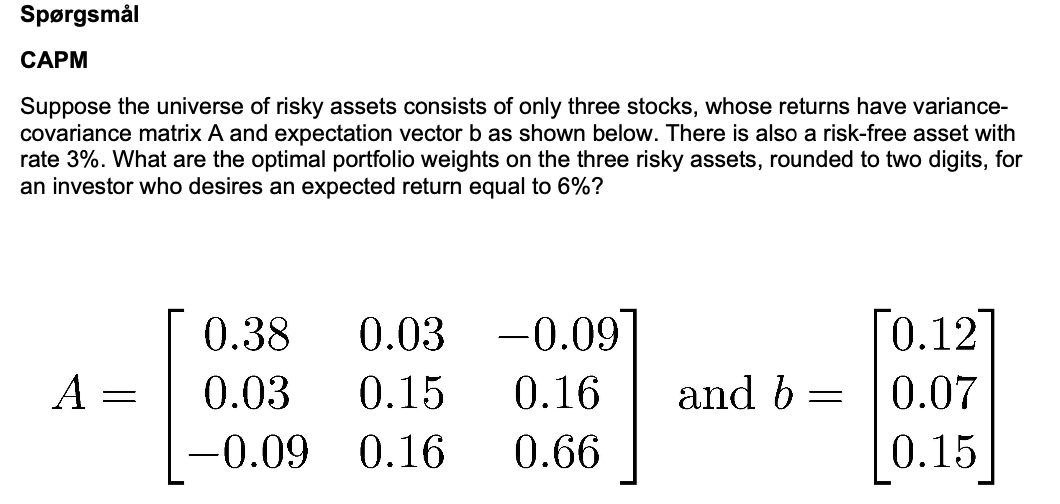 Spørgsmål
CAPM
Suppose the universe of risky assets consists of only three stocks, whose returns have variance-
covariance matrix A and expectation vector b as shown below. There is also a risk-free asset with
rate 3%. What are the optimal portfolio weights on the three risky assets, rounded to two digits, for
an investor who desires an expected return equal to 6%?
0.38 0.03 −0.09 0.12
A = 0.03 0.15 0.16 and b = 0.07
−0.09 0.16 0.66 0.15